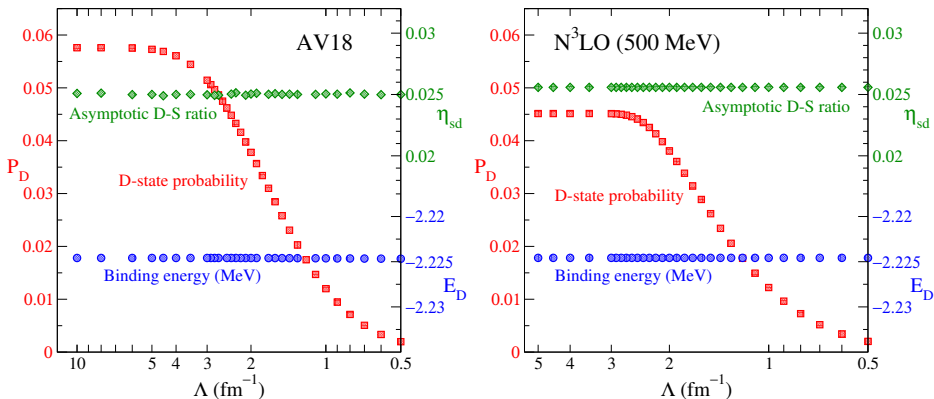 AV18
0.06
0.05
0.04
P_D
0.03
0.02
0.01
0
Asymptotic D-S ratio
D-state probability
Binding energy (MeV)
0.03
0.025
η_sd
0.02
−2.22
−2.225
E_D
−2.23
10 5 4 3 2 1 0.5
Λ (fm⁻¹)
N³LO (500 MeV)
0.06
0.05
0.04
P_D
0.03
0.02
0.01
0
Asymptotic D-S ratio
D-state probability
Binding energy (MeV)
0.03
0.025
η_sd
0.02
−2.22
−2.225
E_D
−2.23
5 4 3 2 1 0.5
Λ (fm⁻¹)